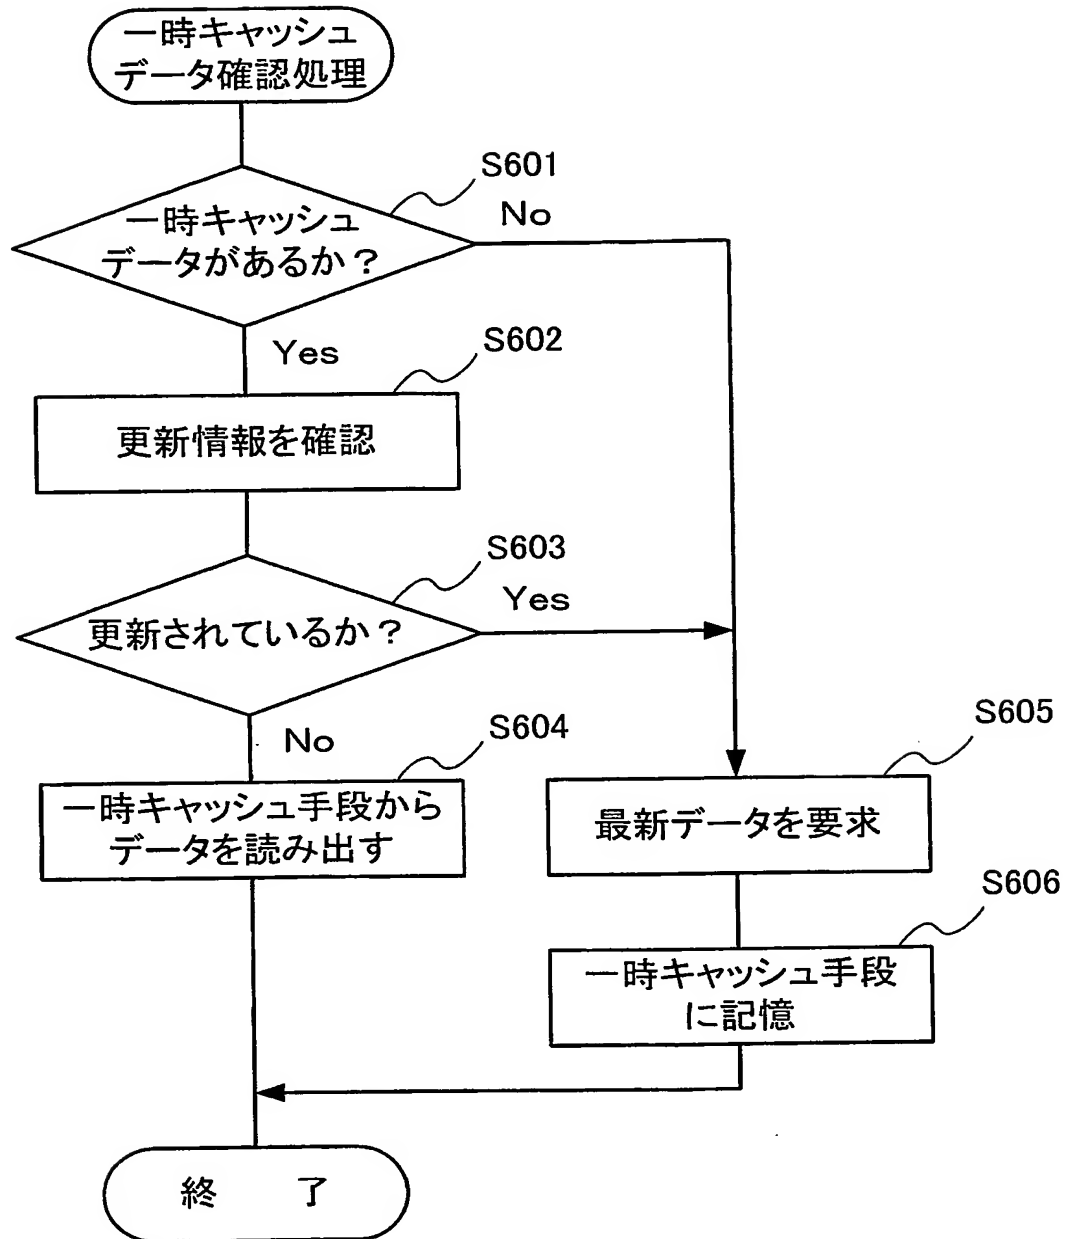 一時キャッシュ
データ確認処理
S601
一時キャッシュ
データがあるか？
No
Yes
S602
更新情報を確認
S603
更新されているか？
Yes
No
S604
一時キャッシュ手段から
データを読み出す
S605
最新データを要求
S606
一時キャッシュ手段
に記憶
終 了